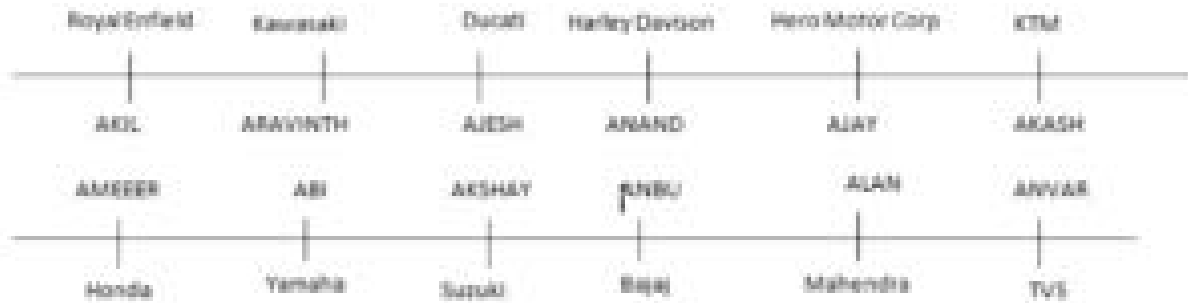 Royal Enfield Kawasaki Ducati Harley Davison Hero Motor Corp KTM
AKIL ARAVINTH AJESH ANAND AJAY AKASH
AMEEER ABI AKSHAY ANBU ALAN ANVAR
Honda Yamaha Suzuki Bajaj Mahendra TVS